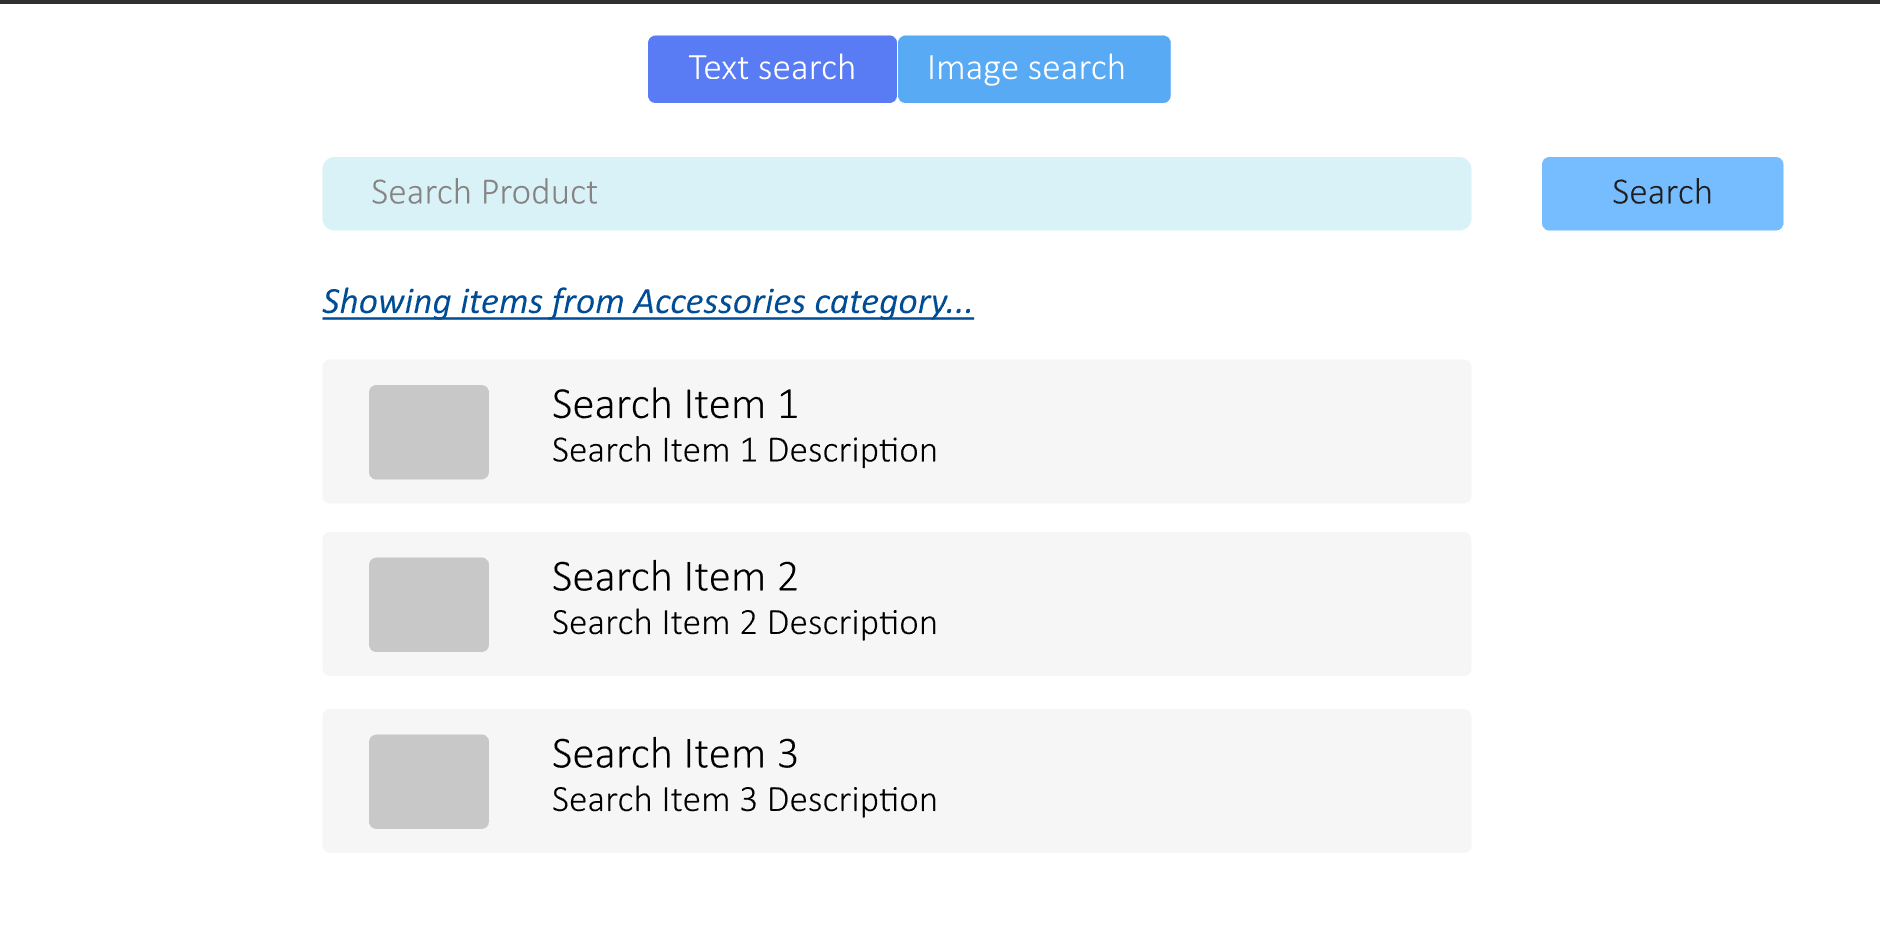 Text search Image search
Search Product
Search
Showing items from Accessories category...
Search Item 1
Search Item 1 Description
Search Item 2
Search Item 2 Description
Search Item 3
Search Item 3 Description